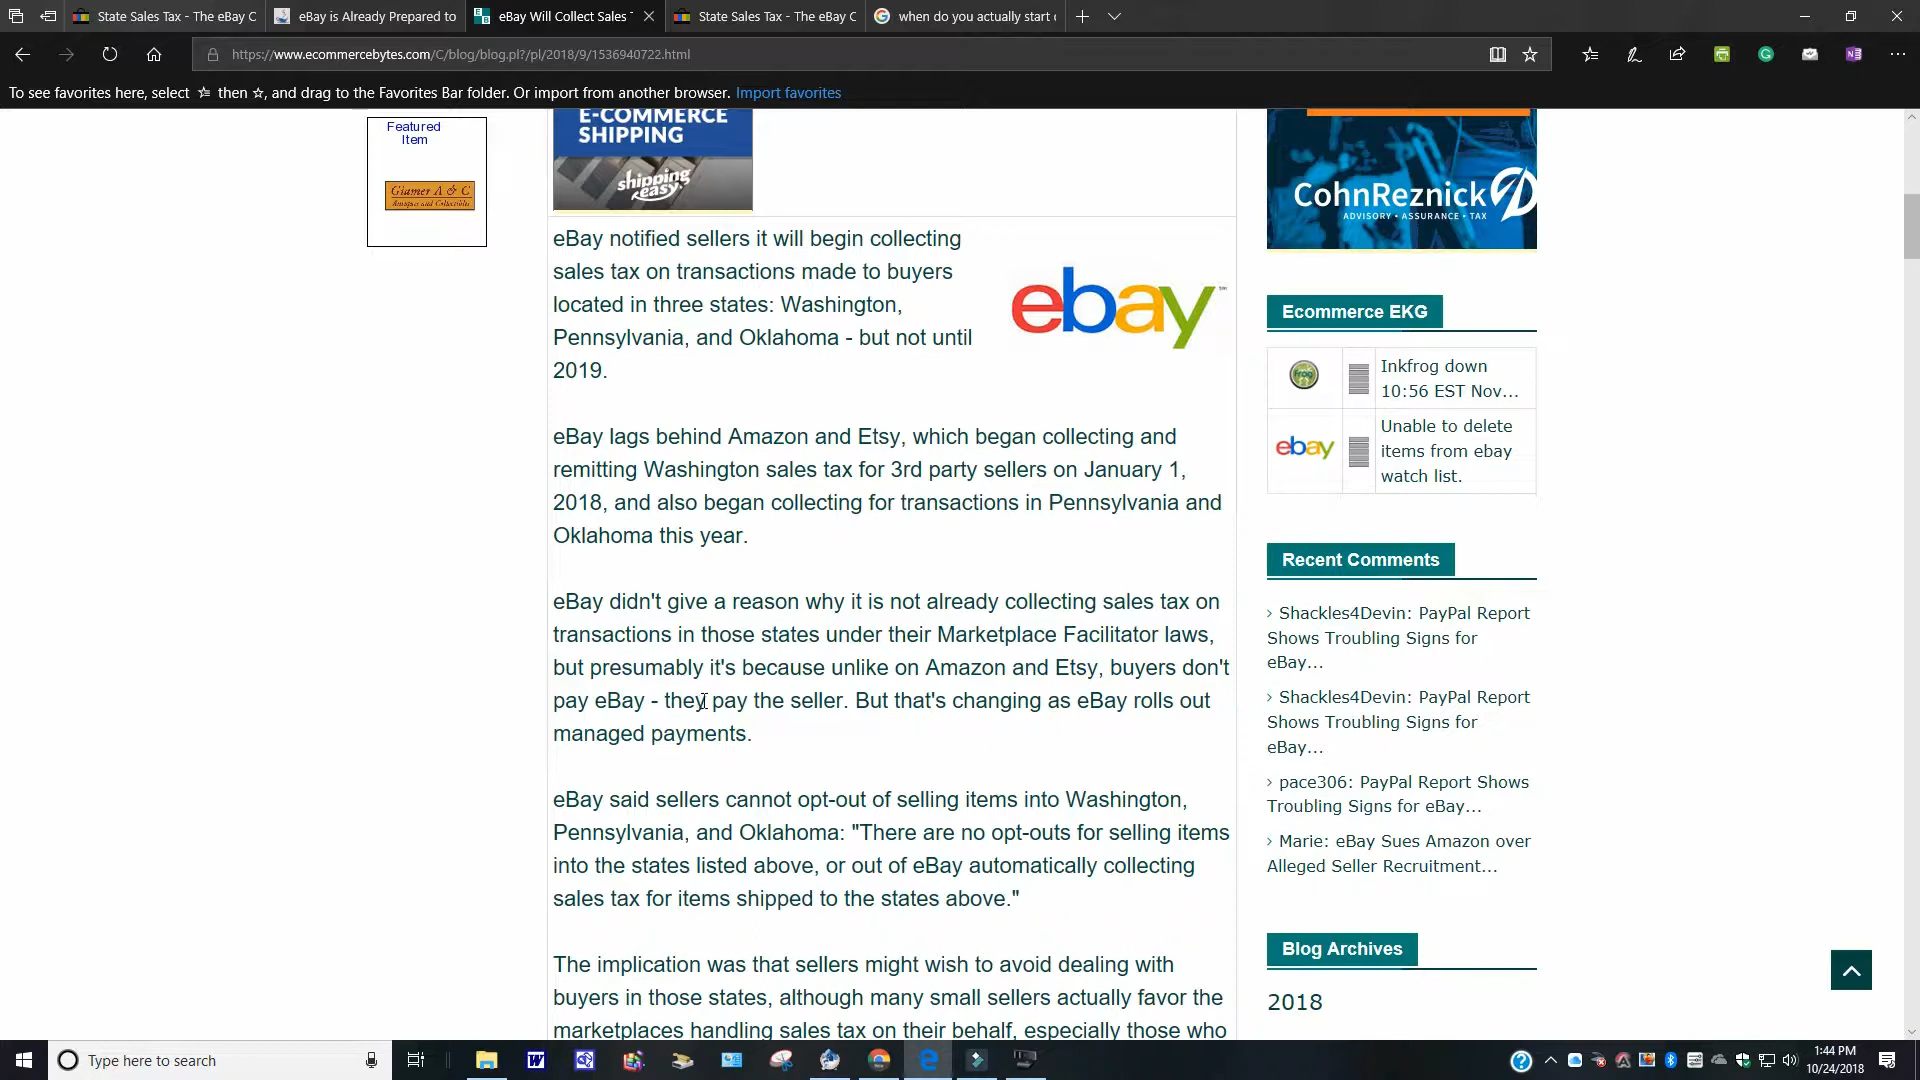 State Sales Tax - The eBay C
eBay is Already Prepared to
eBay Will Collect Sales
State Sales Tax - The eBay C
when do you actually start
https://www.ecommercebytes.com/C/blog/blog.pl?/pl/2018/9/1536940722.html
To see favorites here, select then ☆, and drag to the Favorites Bar folder. Or import from another browser. Import favorites
Featured
Item
Giamer A & C
Antiques and Collectibles
E-COMMERCE
SHIPPING
shipping
easy
CohnReznick
ADVISORY • ASSURANCE • TAX
eBay notified sellers it will begin collecting
sales tax on transactions made to buyers
located in three states: Washington,
Pennsylvania, and Oklahoma - but not until
2019.
ebay
eBay lags behind Amazon and Etsy, which began collecting and
remitting Washington sales tax for 3rd party sellers on January 1,
2018, and also began collecting for transactions in Pennsylvania and
Oklahoma this year.
eBay didn't give a reason why it is not already collecting sales tax on
transactions in those states under their Marketplace Facilitator laws,
but presumably it's because unlike on Amazon and Etsy, buyers don't
pay eBay - they pay the seller. But that's changing as eBay rolls out
managed payments.
eBay said sellers cannot opt-out of selling items into Washington,
Pennsylvania, and Oklahoma: "There are no opt-outs for selling items
into the states listed above, or out of eBay automatically collecting
sales tax for items shipped to the states above."
The implication was that sellers might wish to avoid dealing with
buyers in those states, although many small sellers actually favor the
marketplaces handling sales tax on their behalf, especially those who
Ecommerce EKG
frog
Inkfrog down
10:56 EST Nov...
ebay
Unable to delete
items from ebay
watch list.
Recent Comments
› Shackles4Devin: PayPal Report
Shows Troubling Signs for
eBay...
› Shackles4Devin: PayPal Report
Shows Troubling Signs for
eBay...
› pace306: PayPal Report Shows
Troubling Signs for eBay...
› Marie: eBay Sues Amazon over
Alleged Seller Recruitment...
Blog Archives
2018
Type here to search
1:44 PM
10/24/2018